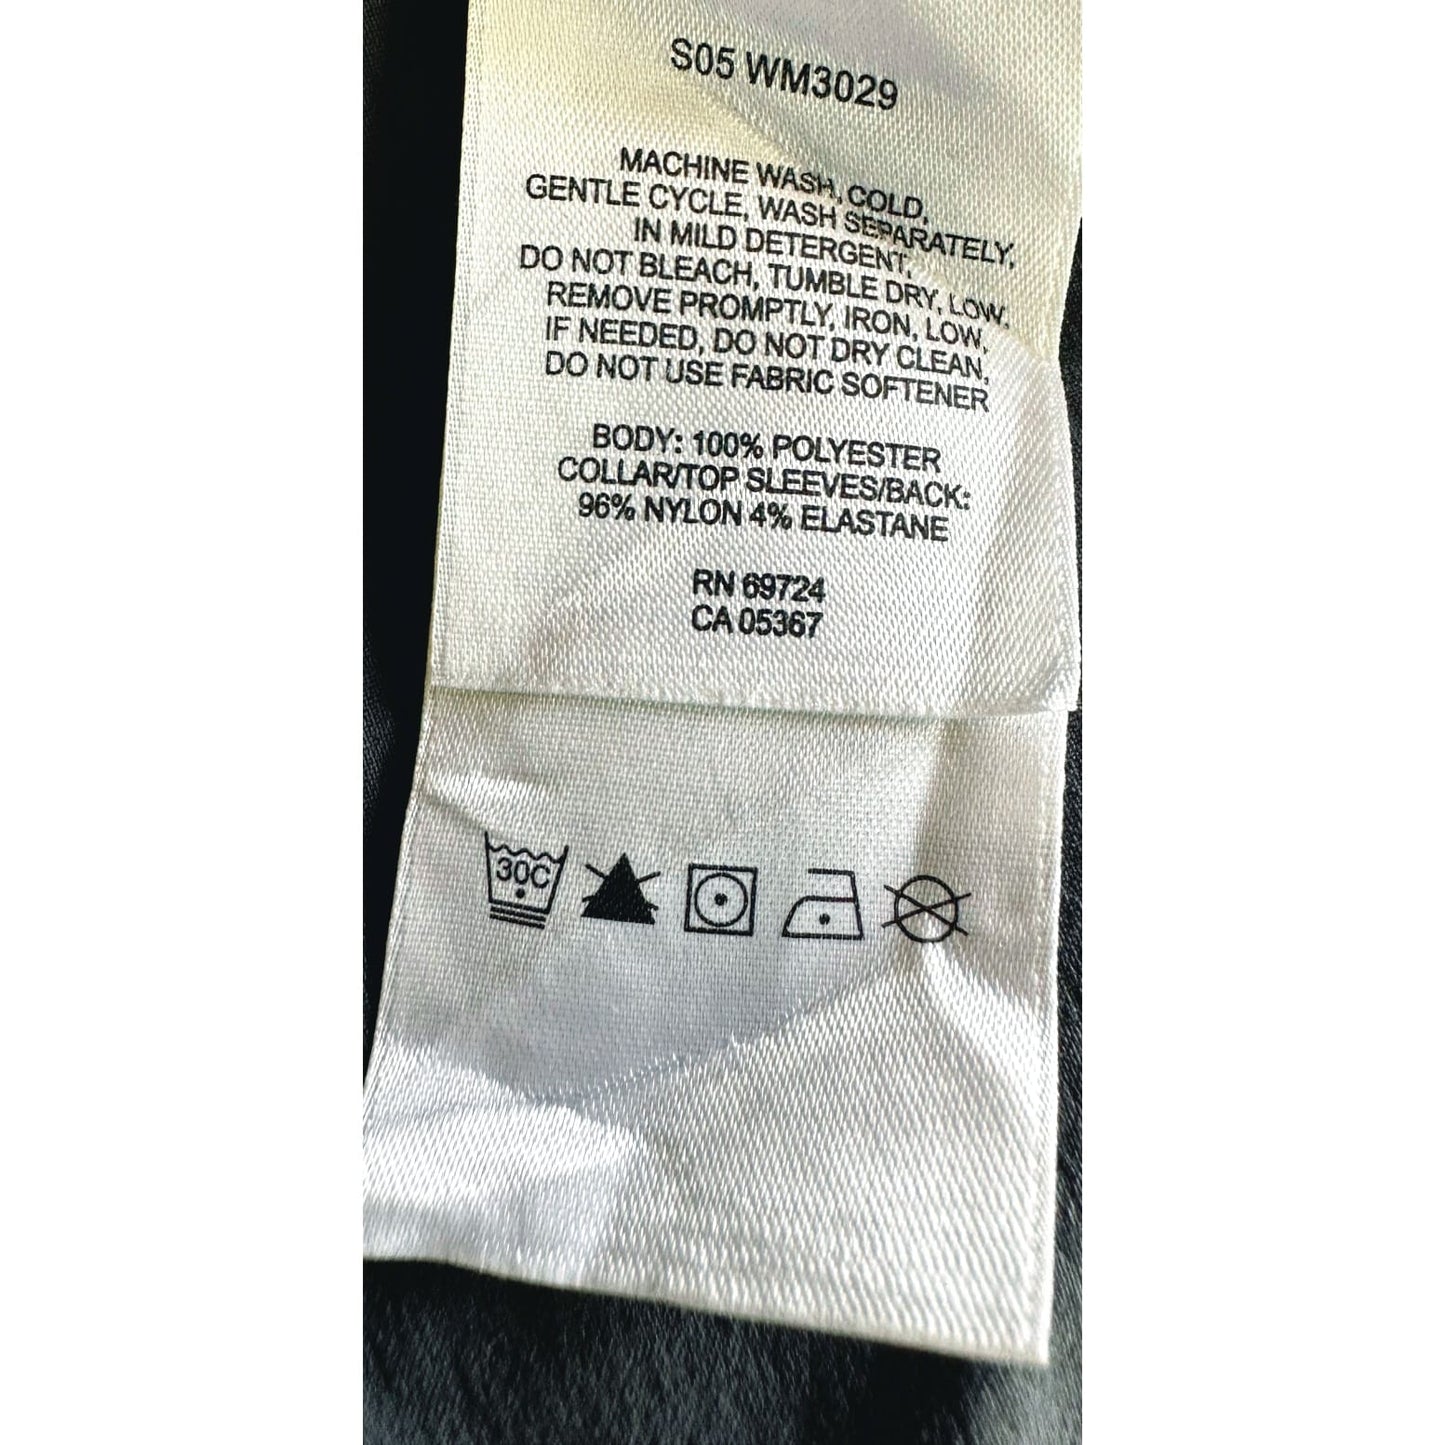 S05 WM3029
MACHINE WASH, COLD,
GENTLE CYCLE, WASH SEPARATELY,
IN MILD DETERGENT,
DO NOT BLEACH, TUMBLE DRY, LOW,
REMOVE PROMPTLY, IRON, LOW,
IF NEEDED, DO NOT DRY CLEAN,
DO NOT USE FABRIC SOFTENER
BODY: 100% POLYESTER
COLLAR/TOP SLEEVES/BACK:
96% NYLON 4% ELASTANE
RN 69724
CA 05367
30C